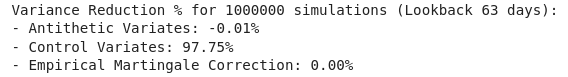 Variance Reduction % for 1000000 simulations (Lookback 63 days):
- Antithetic Variates: -0.01%
- Control Variates: 97.75%
- Empirical Martingale Correction: 0.00%